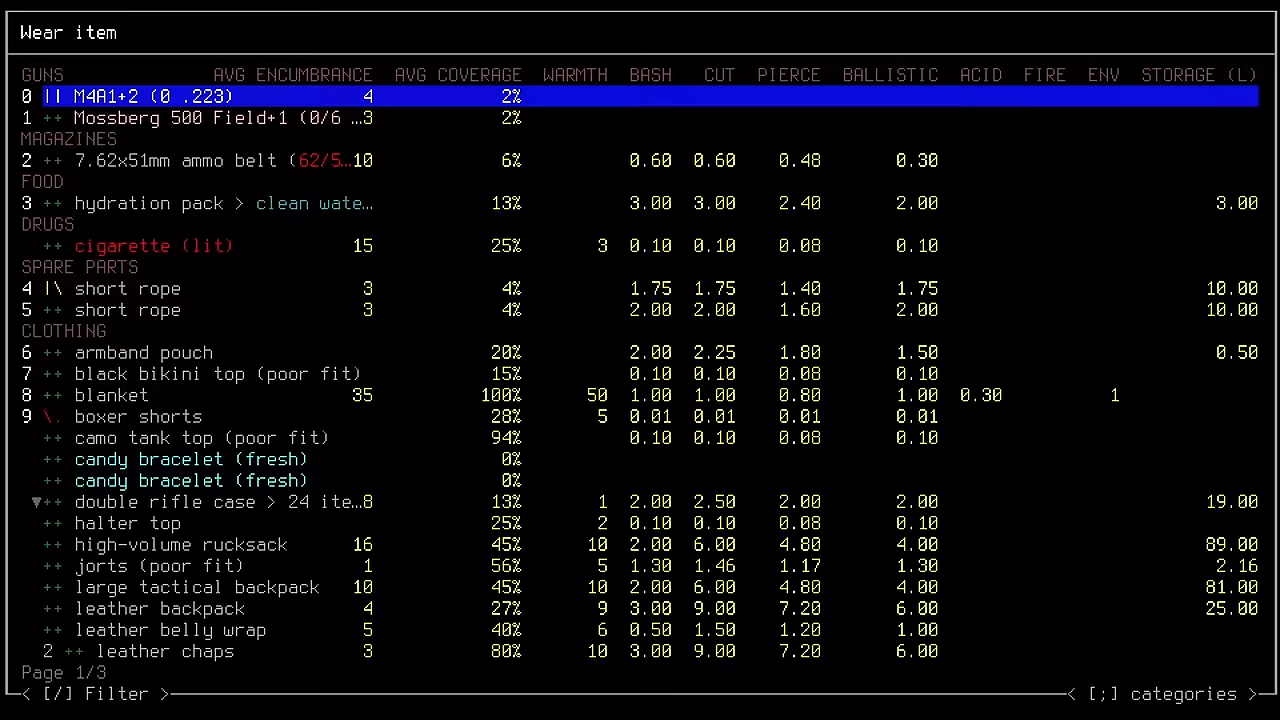 Wear item
GUNS AVG ENCUMBRANCE AVG COVERAGE WARMTH BASH CUT PIERCE BALLISTIC ACID FIRE ENV STORAGE (L)
0 || M4A1+2 (0 .223) 4 2%
1 ++ Mossberg 500 Field+1 (0/6 …3 2%
MAGAZINES
2 ++ 7.62x51mm ammo belt (62/5…10 6% 0.60 0.60 0.48 0.30
FOOD
3 ++ hydration pack > clean wate… 13% 3.00 3.00 2.40 2.00 3.00
DRUGS
++ cigarette (lit) 15 25% 3 0.10 0.10 0.08 0.10
SPARE PARTS
4 |\ short rope 3 4% 1.75 1.75 1.40 1.75 10.00
5 ++ short rope 3 4% 2.00 2.00 1.60 2.00 10.00
CLOTHING
6 ++ armband pouch 20% 2.00 2.25 1.80 1.50 0.50
7 ++ black bikini top (poor fit) 15% 0.10 0.10 0.08 0.10
8 ++ blanket 35 100% 50 1.00 1.00 0.80 1.00 0.30 1
9 \. boxer shorts 28% 5 0.01 0.01 0.01 0.01
++ camo tank top (poor fit) 94% 0.10 0.10 0.08 0.10
++ candy bracelet (fresh) 0%
++ candy bracelet (fresh) 0%
▼++ double rifle case > 24 ite…8 13% 1 2.00 2.50 2.00 2.00 19.00
++ halter top 25% 2 0.10 0.10 0.08 0.10
++ high-volume rucksack 16 45% 10 2.00 6.00 4.80 4.00 89.00
++ jorts (poor fit) 1 56% 5 1.30 1.46 1.17 1.30 2.16
++ large tactical backpack 10 45% 10 2.00 6.00 4.80 4.00 81.00
++ leather backpack 4 27% 9 3.00 9.00 7.20 6.00 25.00
++ leather belly wrap 5 40% 6 0.50 1.50 1.20 1.00
2 ++ leather chaps 3 80% 10 3.00 9.00 7.20 6.00
Page 1/3
< [/] Filter > < [;] categories >